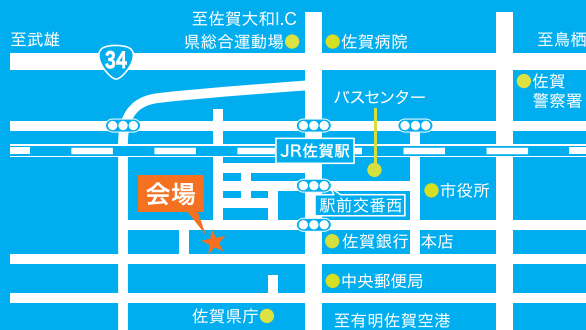 至佐賀大和I.C
至武雄
県総合運動場
佐賀病院
至鳥栖
34
佐賀
警察署
バスセンター
JR佐賀駅
会場
市役所
駅前交番西
佐賀銀行 本店
中央郵便局
佐賀県庁
至有明佐賀空港